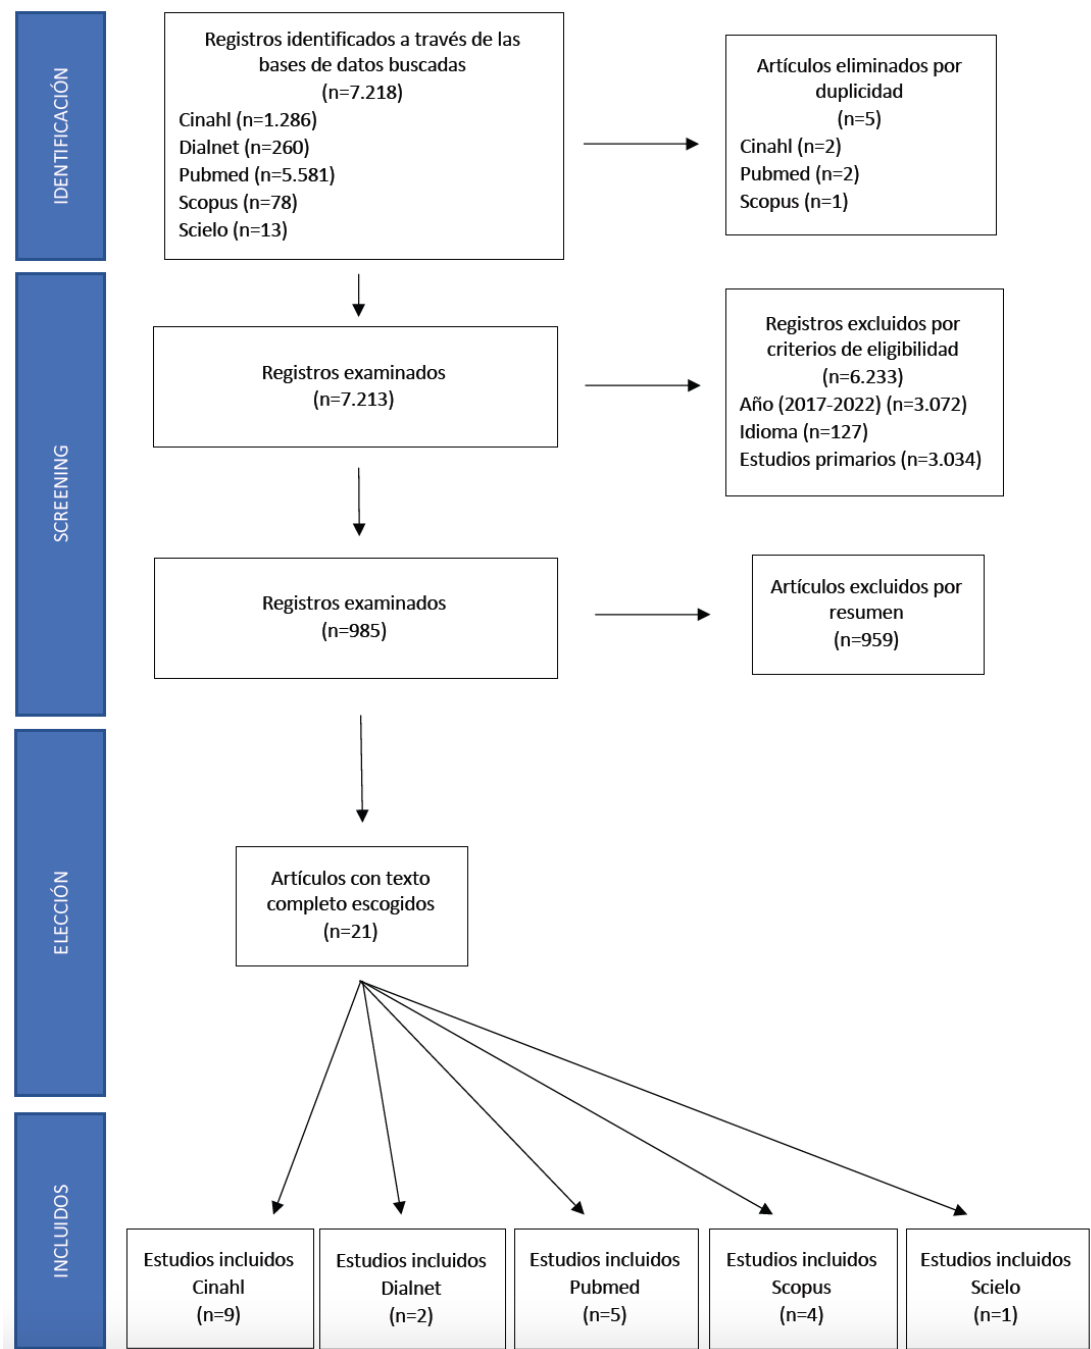 IDENTIFICACIÓN
Registros identificados a través de las
bases de datos buscadas
(n=7.218)
Cinahl (n=1.286)
Dialnet (n=260)
Pubmed (n=5.581)
Scopus (n=78)
Scielo (n=13)
Artículos eliminados por
duplicidad
(n=5)
Cinahl (n=2)
Pubmed (n=2)
Scopus (n=1)
SCREENING
Registros examinados
(n=7.213)
Registros excluidos por
criterios de eligibilidad
(n=6.233)
Año (2017-2022) (n=3.072)
Idioma (n=127)
Estudios primarios (n=3.034)
Registros examinados
(n=985)
Artículos excluidos por
resumen
(n=959)
ELECCIÓN
Artículos con texto
completo escogidos
(n=21)
INCLUIDOS
Estudios incluidos
Cinahl
(n=9)
Estudios incluidos
Dialnet
(n=2)
Estudios incluidos
Pubmed
(n=5)
Estudios incluidos
Scopus
(n=4)
Estudios incluidos
Scielo
(n=1)